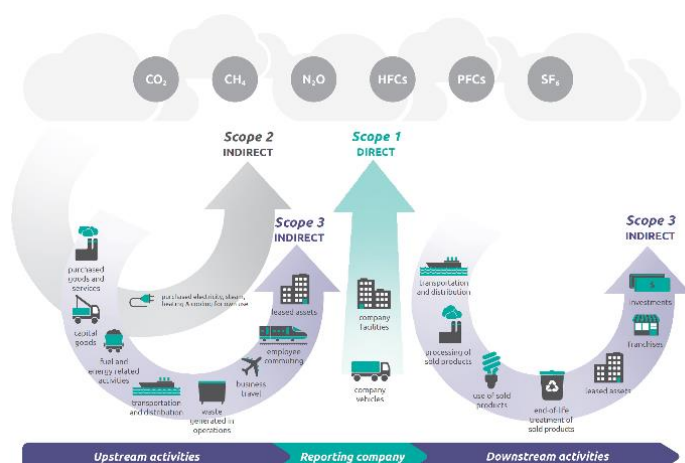 CO₂
CH₄
N₂O
HFCs
PFCs
SF₆
Scope 2
INDIRECT
Scope 1
DIRECT
Scope 3
INDIRECT
Scope 3
INDIRECT
purchased
goods and
services
capital
goods
fuel and
energy related
activities
transportation
and distribution
waste
generated in
operations
business
travel
employee
commuting
leased assets
purchased electricity, steam,
heating & cooling for own use
company
facilities
company
vehicles
transportation
and distribution
processing of
sold products
use of sold
products
end-of-life
treatment of
sold products
leased assets
franchises
investments
$
Upstream activities
Reporting company
Downstream activities